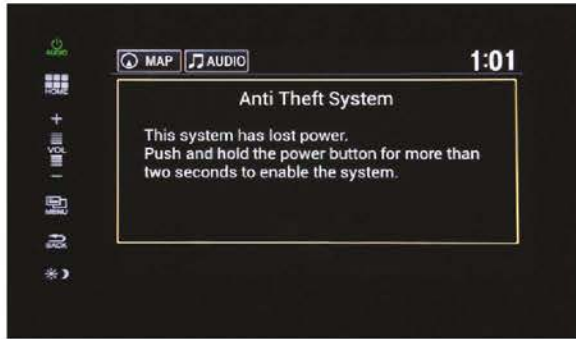 AUDIO
HOME
+
VOL
−
MENU
BACK
MAP
AUDIO
1:01
Anti Theft System
This system has lost power.
Push and hold the power button for more than
two seconds to enable the system.